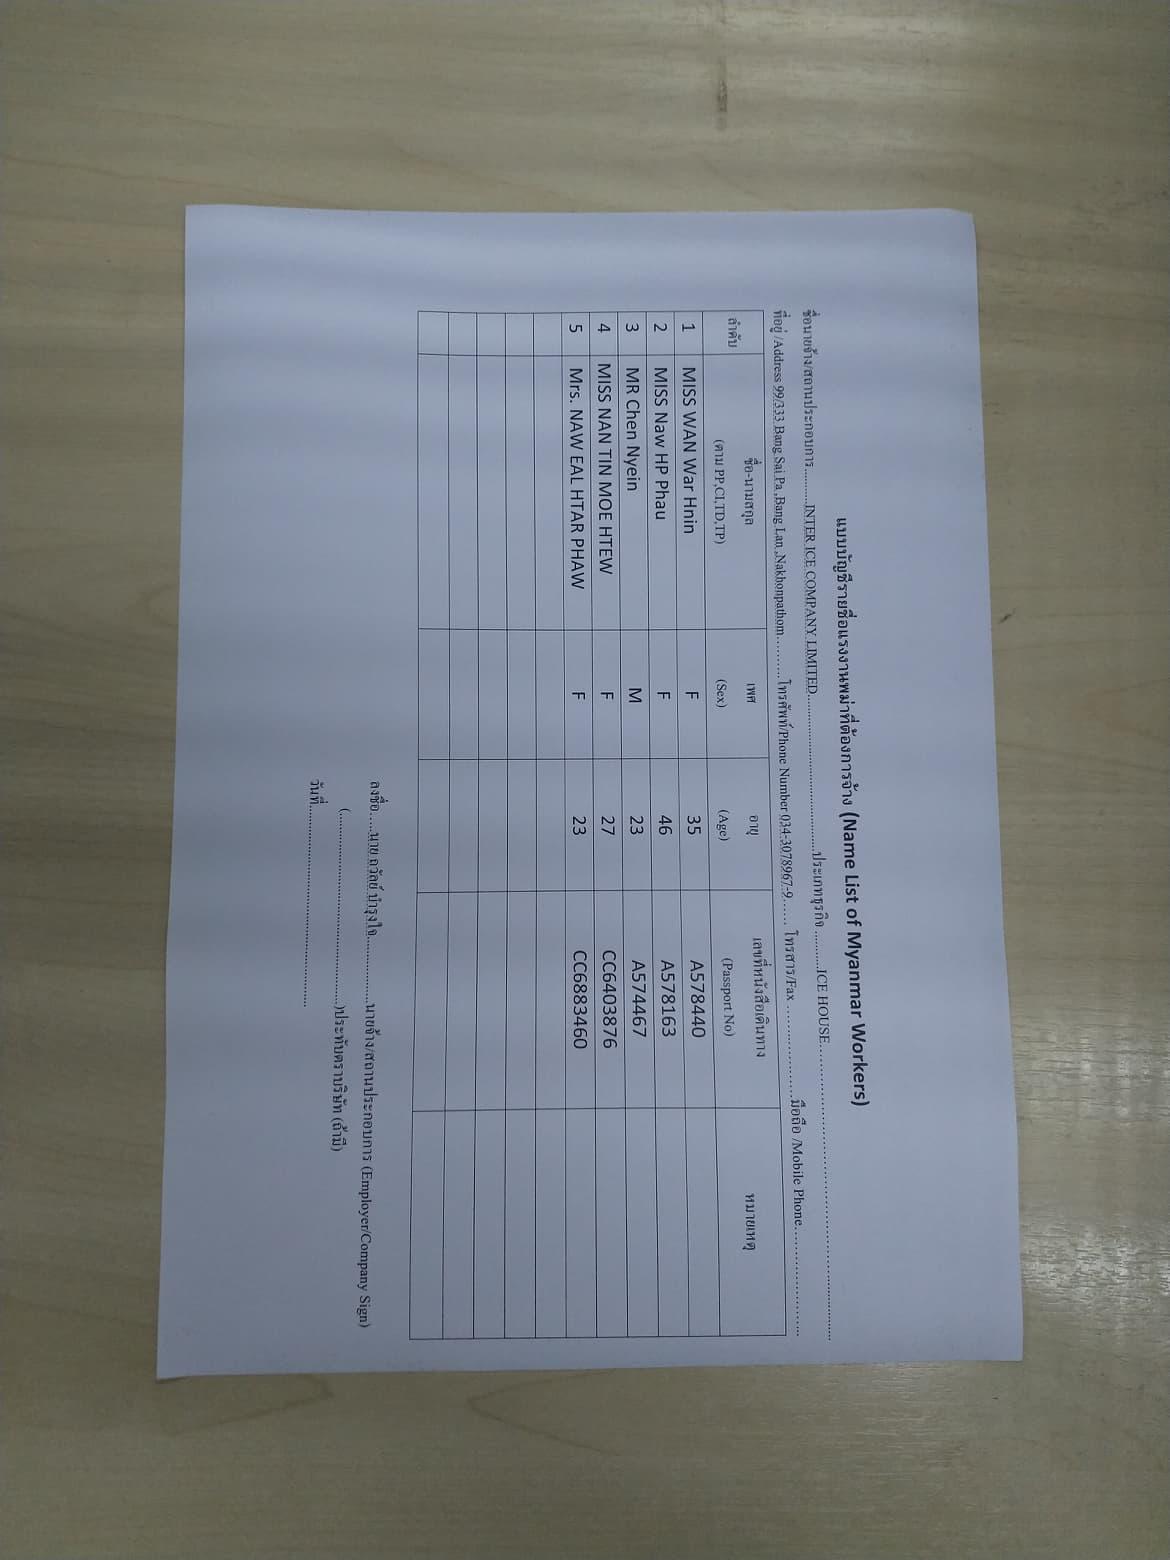 แบบบัญชีรายชื่อแรงงานพม่าที่ต้องการจ้าง (Name List of Myanmar Workers)
ชื่อนายจ้าง/สถานประกอบการ...........INTER ICE COMPANY LIMITED........................................ประเภทธุรกิจ ...........ICE HOUSE................................................................
ที่อยู่ /Address 99/333 Bang Sai Pa ,Bang Lan ,Nakhonpathom...........โทรศัพท์/Phone Number 034-3078967-9...... โทรสาร/Fax ........................มือถือ /Mobile Phone............................
ลำดับ ชื่อ-นามสกุล เพศ อายุ เลขที่หนังสือเดินทาง หมายเหตุ
(ตาม PP,CI,TD,TP) (Sex) (Age) (Passport No)
1 MISS WAN War Hnin F 35 A578440
2 MISS Naw HP Phau F 46 A578163
3 MR Chen Nyein M 23 A574467
4 MISS NAN TIN MOE HTEW F 27 CC6403876
5 Mrs. NAW EAL HTAR PHAW F 23 CC6883460
ลงชื่อ.....นาย ถวัลย์ บำรุงใจ.................นายจ้าง/สถานประกอบการ (Employer/Company Sign)
(.................................................)ประทับตราบริษัท (ถ้ามี)
วันที่..................................................